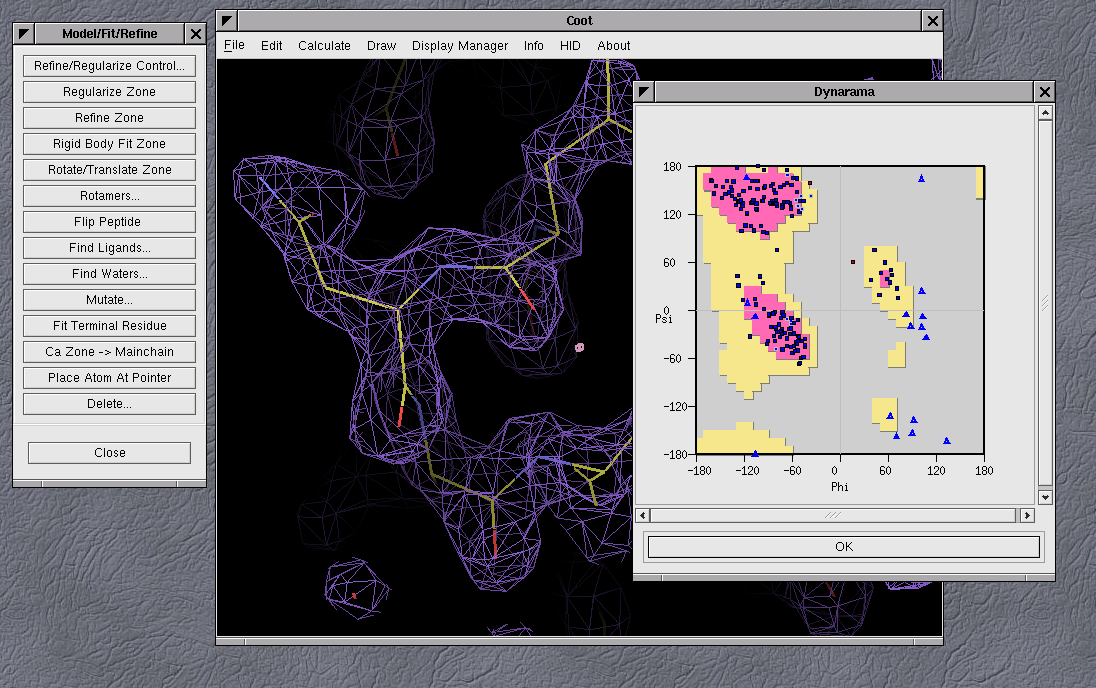 Model/Fit/Refine
Refine/Regularize Control...
Regularize Zone
Refine Zone
Rigid Body Fit Zone
Rotate/Translate Zone
Rotamers...
Flip Peptide
Find Ligands...
Find Waters...
Mutate...
Fit Terminal Residue
Ca Zone -> Mainchain
Place Atom At Pointer
Delete...
Close
Coot
File Edit Calculate Draw Display Manager Info HID About
Dynarama
180
120
60
0
Psi
-60
-120
-180
-180 -120 -60 0 60 120 180
Phi
OK